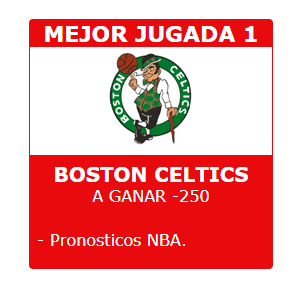 MEJOR JUGADA 1
BOSTON CELTICS
BOSTON CELTICS
A GANAR -250
- Pronosticos NBA.